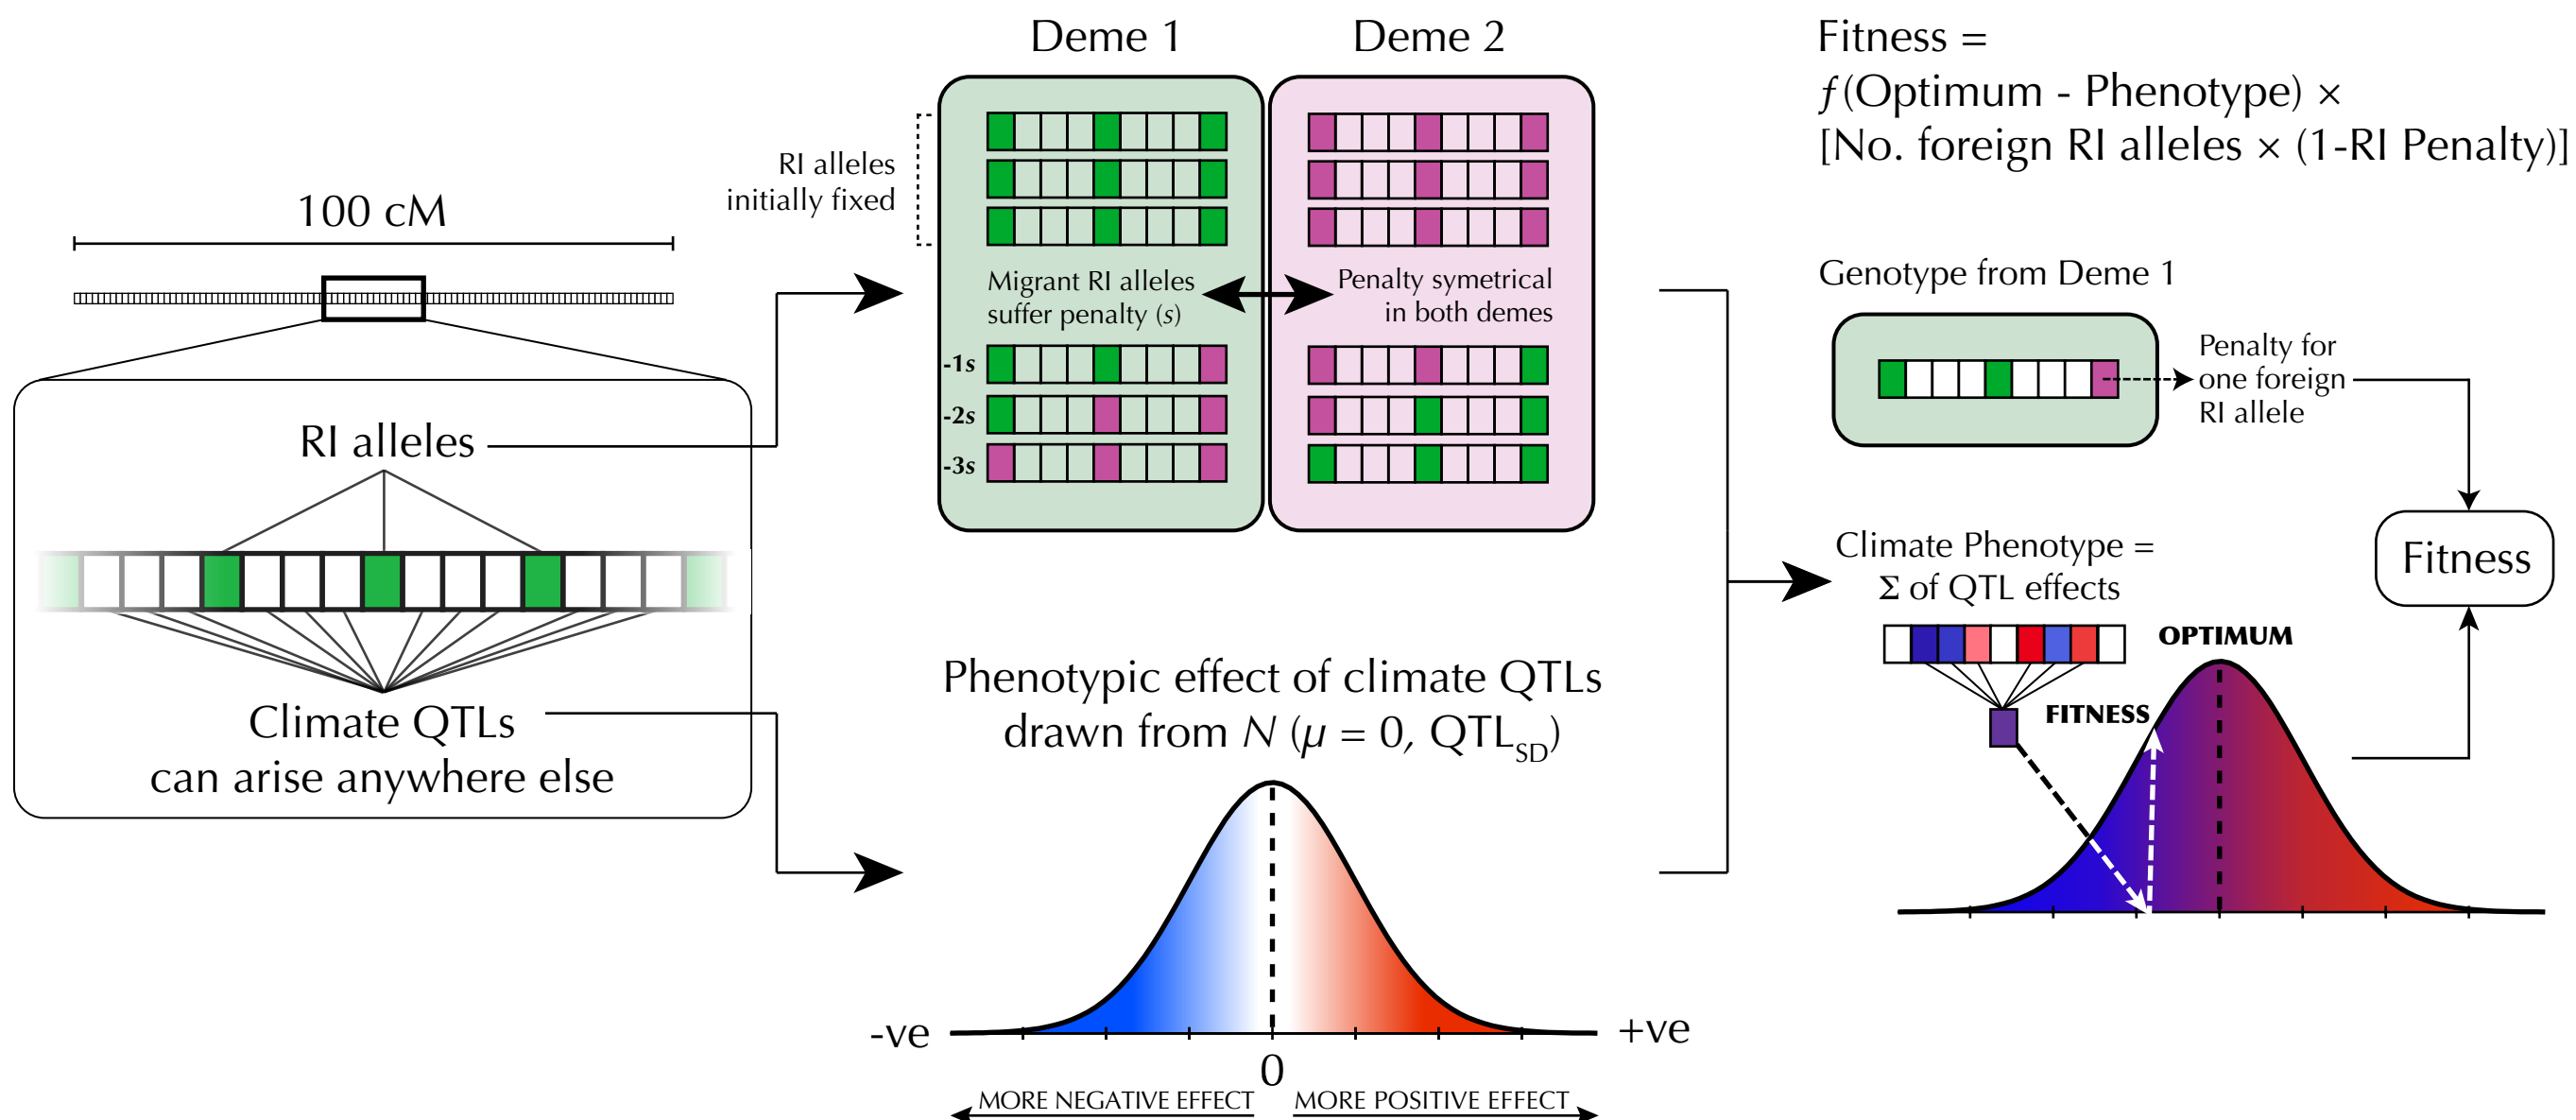 100 cM
RI alleles
Climate QTLs
can arise anywhere else
Deme 1
Deme 2
RI alleles
initially fixed
Migrant RI alleles
suffer penalty (s)
Penalty symetrical
in both demes
-1s
-2s
-3s
Phenotypic effect of climate QTLs
drawn from N (μ = 0, QTLSD)
-ve
+ve
0
MORE NEGATIVE EFFECT
MORE POSITIVE EFFECT
Fitness =
f(Optimum - Phenotype) ×
[No. foreign RI alleles × (1-RI Penalty)]
Genotype from Deme 1
Penalty for
one foreign
RI allele
Fitness
Climate Phenotype =
Σ of QTL effects
OPTIMUM
FITNESS